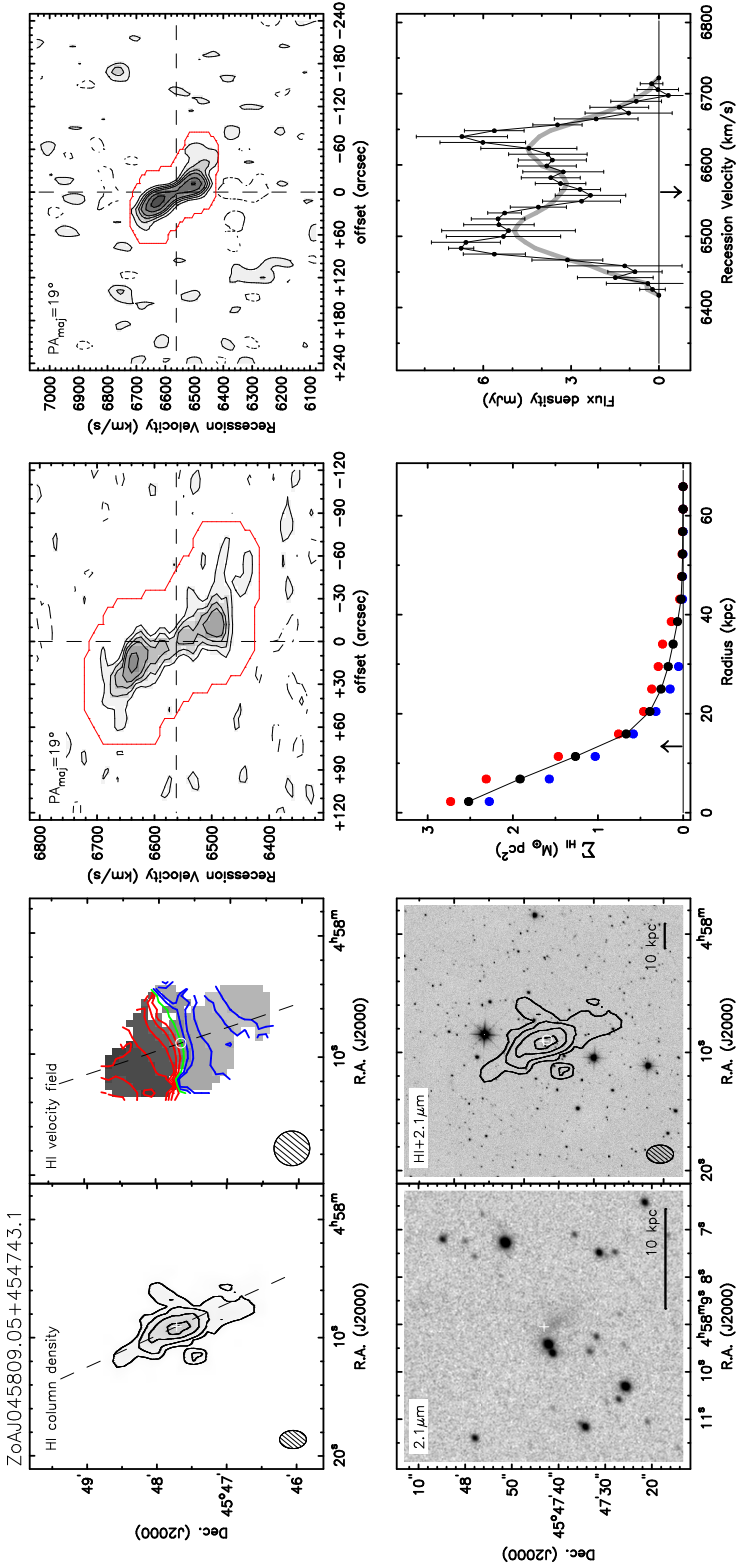 ZoAJ045809.05+454743.1
HI column density
49'
48'
45°47'
46'
Dec. (J2000)
20ˢ
10ˢ
4ʰ58ᵐ
R.A. (J2000)
HI velocity field
10ˢ
4ʰ58ᵐ
R.A. (J2000)
PAmaj=19°
6800
6700
6600
6500
6400
Recession Velocity (km/s)
+120
+90
+60
+30
0
-30
-60
-90
-120
offset (arcsec)
PAmaj=19°
7000
6900
6800
6700
6600
6500
6400
6300
6200
6100
Recession Velocity (km/s)
+240
+180
+120
+60
0
-60
-120
-180
-240
offset (arcsec)
2.1μm
10"
48'
50"
45°47'40"
47'30"
20"
Dec. (J2000)
10 kpc
11ˢ
10ˢ
4ʰ58ᵐ9ˢ
8ˢ
7ˢ
R.A. (J2000)
HI+2.1μm
10 kpc
20ˢ
10ˢ
4ʰ58ᵐ
R.A. (J2000)
3
2
1
0
Σ HI (M⊙ pc²)
0
20
40
60
Radius (kpc)
6
3
0
Flux density (mJy)
6400
6500
6600
6700
6800
Recession Velocity (km/s)